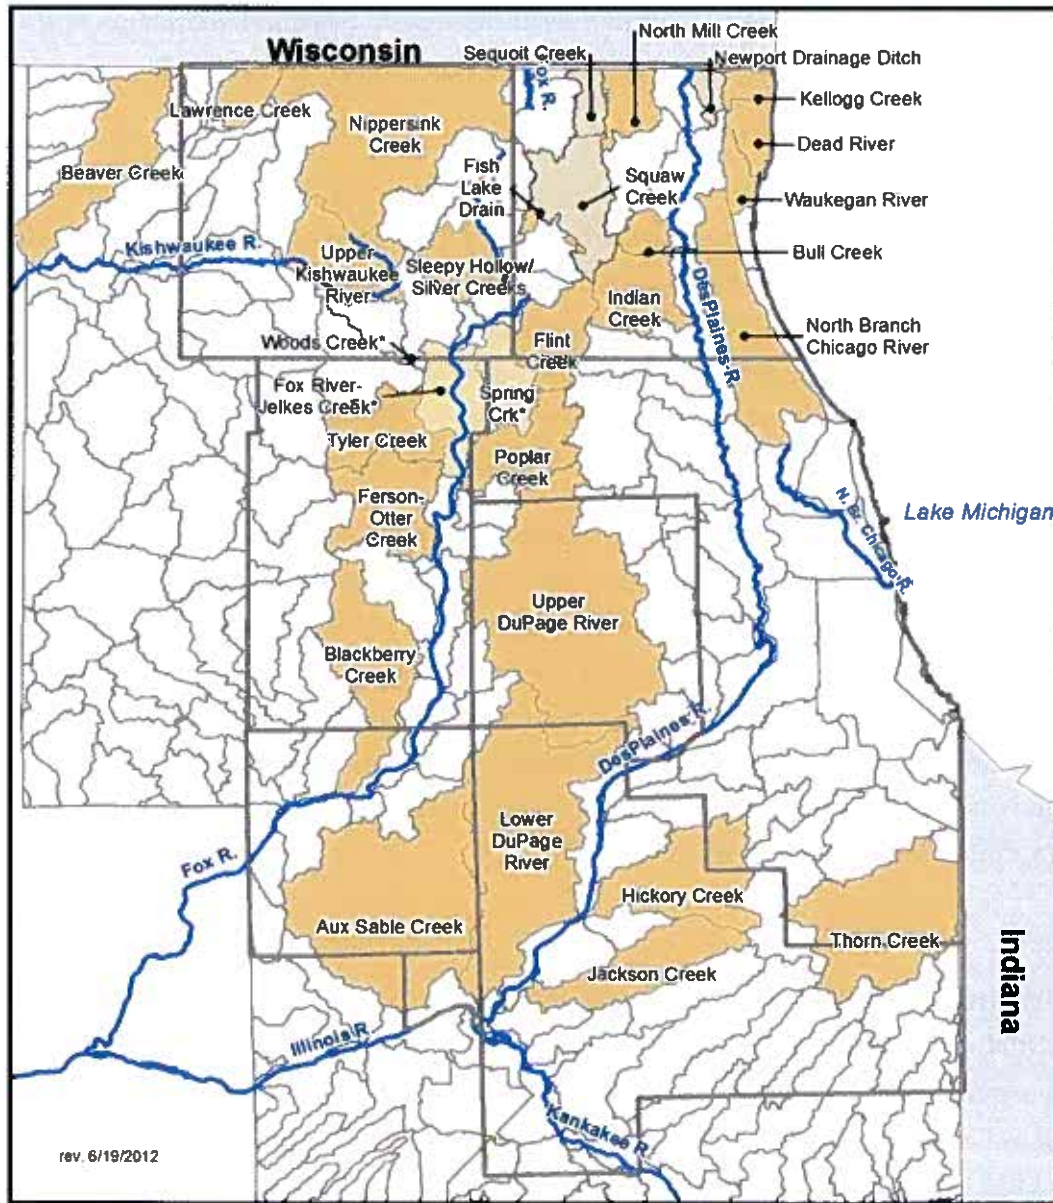 Wisconsin
North Mill Creek
Sequoit Creek
Newport Drainage Ditch
Fox R.
Kellogg Creek
Lawrence Creek
Nippersink
Creek
Dead River
Beaver Creek
Fish
Lake
Drain
Squaw
Creek
Waukegan River
Kishwaukee R.
Upper
Kishwaukee
River
Sleepy Hollow/
Silver Creeks
Bull Creek
DesPlaines R.
Indian
Creek
North Branch
Chicago River
Woods Creek*
Flint
Creek
Fox River-
Jelkes Creek*
Spring
Crk*
Tyler Creek
Poplar
Creek
Ferson-
Otter
Creek
N. Br. Chicago R.
Lake Michigan
Upper
DuPage River
Blackberry
Creek
DesPlaines R.
Lower
DuPage
River
Fox R.
Hickory Creek
Aux Sable Creek
Thorn Creek
Jackson Creek
Indiana
Illinois R.
Kankakee R.
rev. 6/19/2012